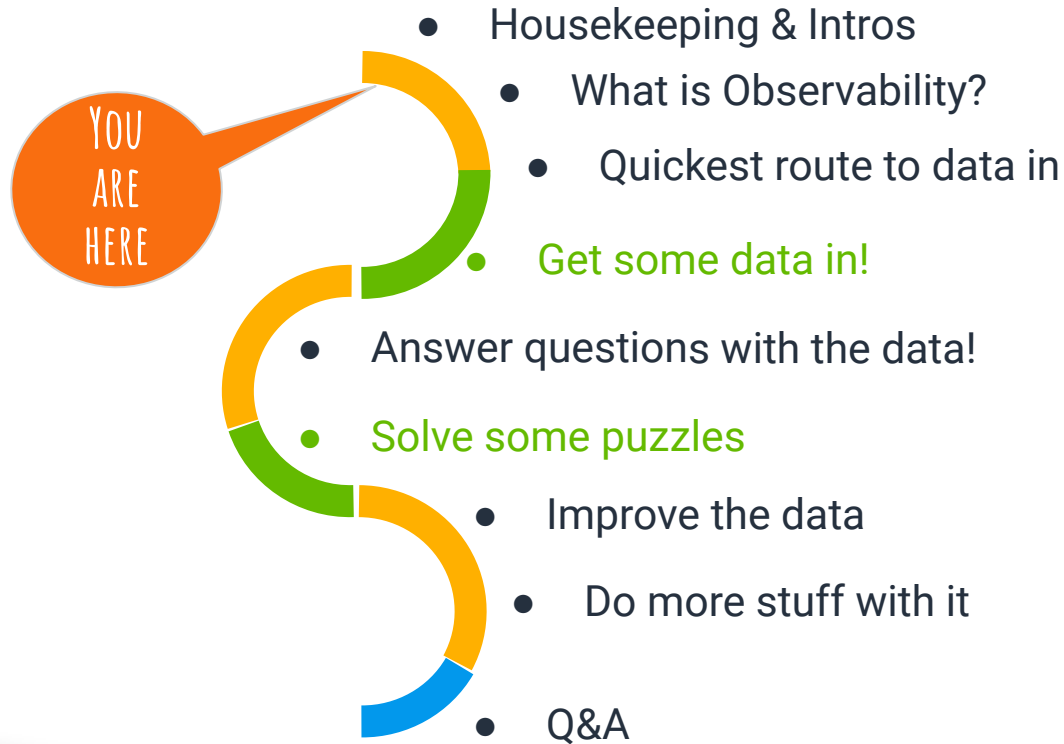 Housekeeping & Intros
What is Observability?
YOU
ARE
HERE
Quickest route to data in
Get some data in!
Answer questions with the data!
Solve some puzzles
Improve the data
Do more stuff with it
Q&A